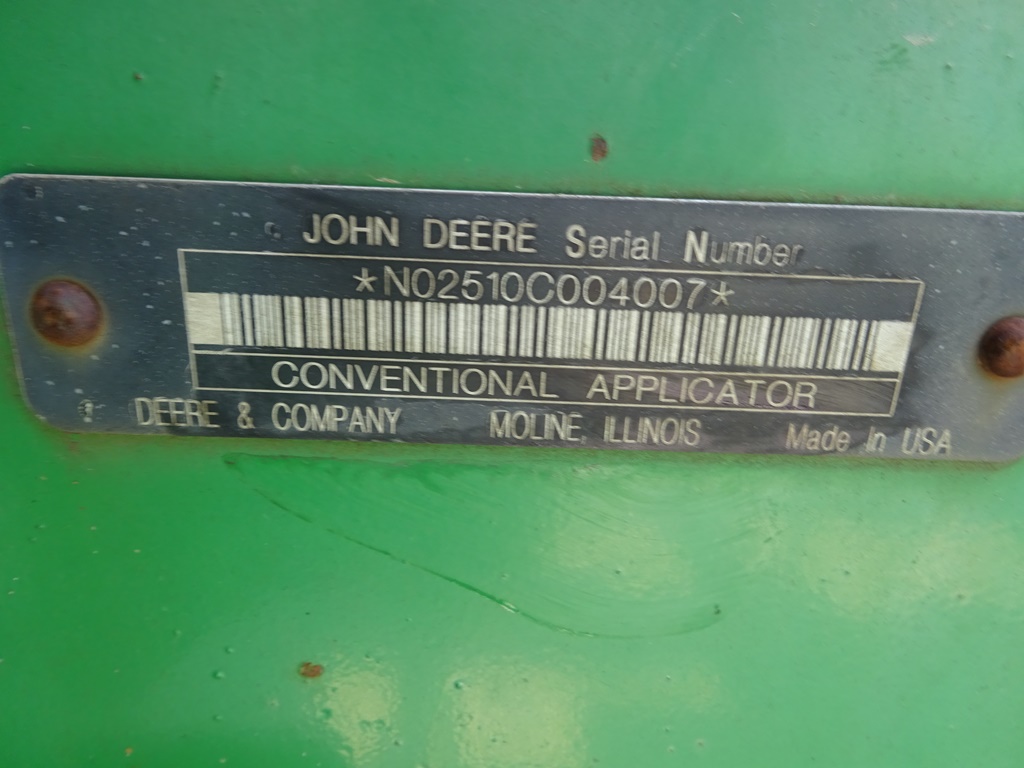 JOHN DEERE Serial Number
*N02510C004007*
CONVENTIONAL APPLICATOR
DEERE & COMPANY MOLINE, ILLINOIS Made In USA